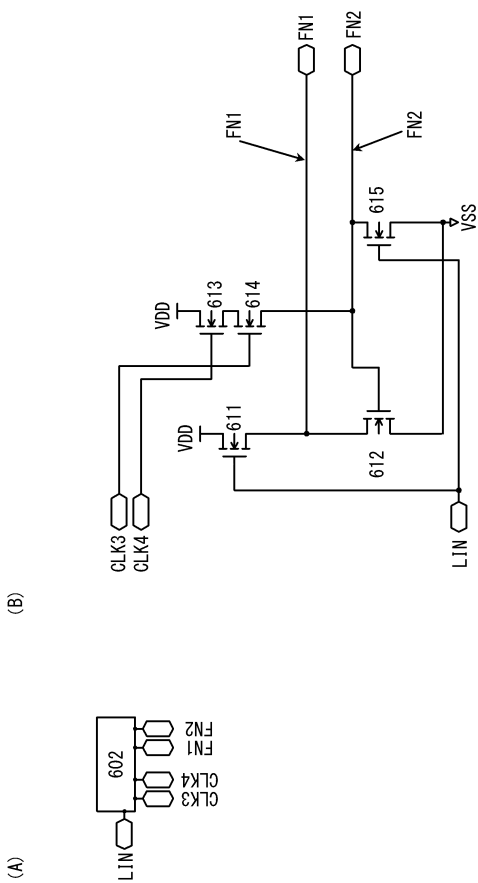 (A)
602
LIN
CLK3
CLK4
FN1
FN2
(B)
CLK3
CLK4
VDD
613
614
VDD
611
FN1
FN1
FN2
FN2
612
615
VSS
LIN